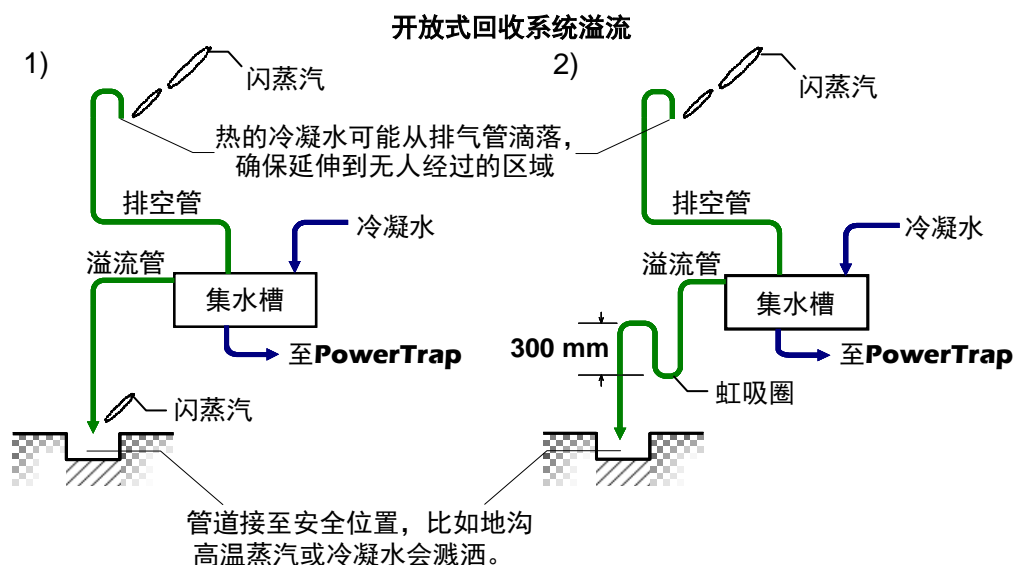 开放式回收系统溢流
1)
闪蒸汽
2)
闪蒸汽
热的冷凝水可能从排气管滴落，
确保延伸到无人经过的区域
排空管
冷凝水
排空管
冷凝水
溢流管
集水槽
溢流管
集水槽
300 mm
至PowerTrap
至PowerTrap
虹吸圈
闪蒸汽
管道接至安全位置，比如地沟
高温蒸汽或冷凝水会溅洒。